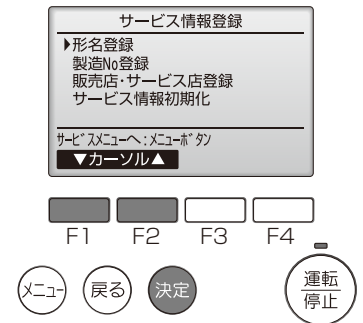 サービス情報登録
▶形名登録
製造No登録
販売店・サービス店登録
サービス情報初期化
ｻｰﾋﾞｽﾒﾆｭｰへ:ﾒﾆｭｰﾎﾞﾀﾝ
▼カーソル▲
F1 F2 F3 F4
メニュー 戻る 決定 運転
停止